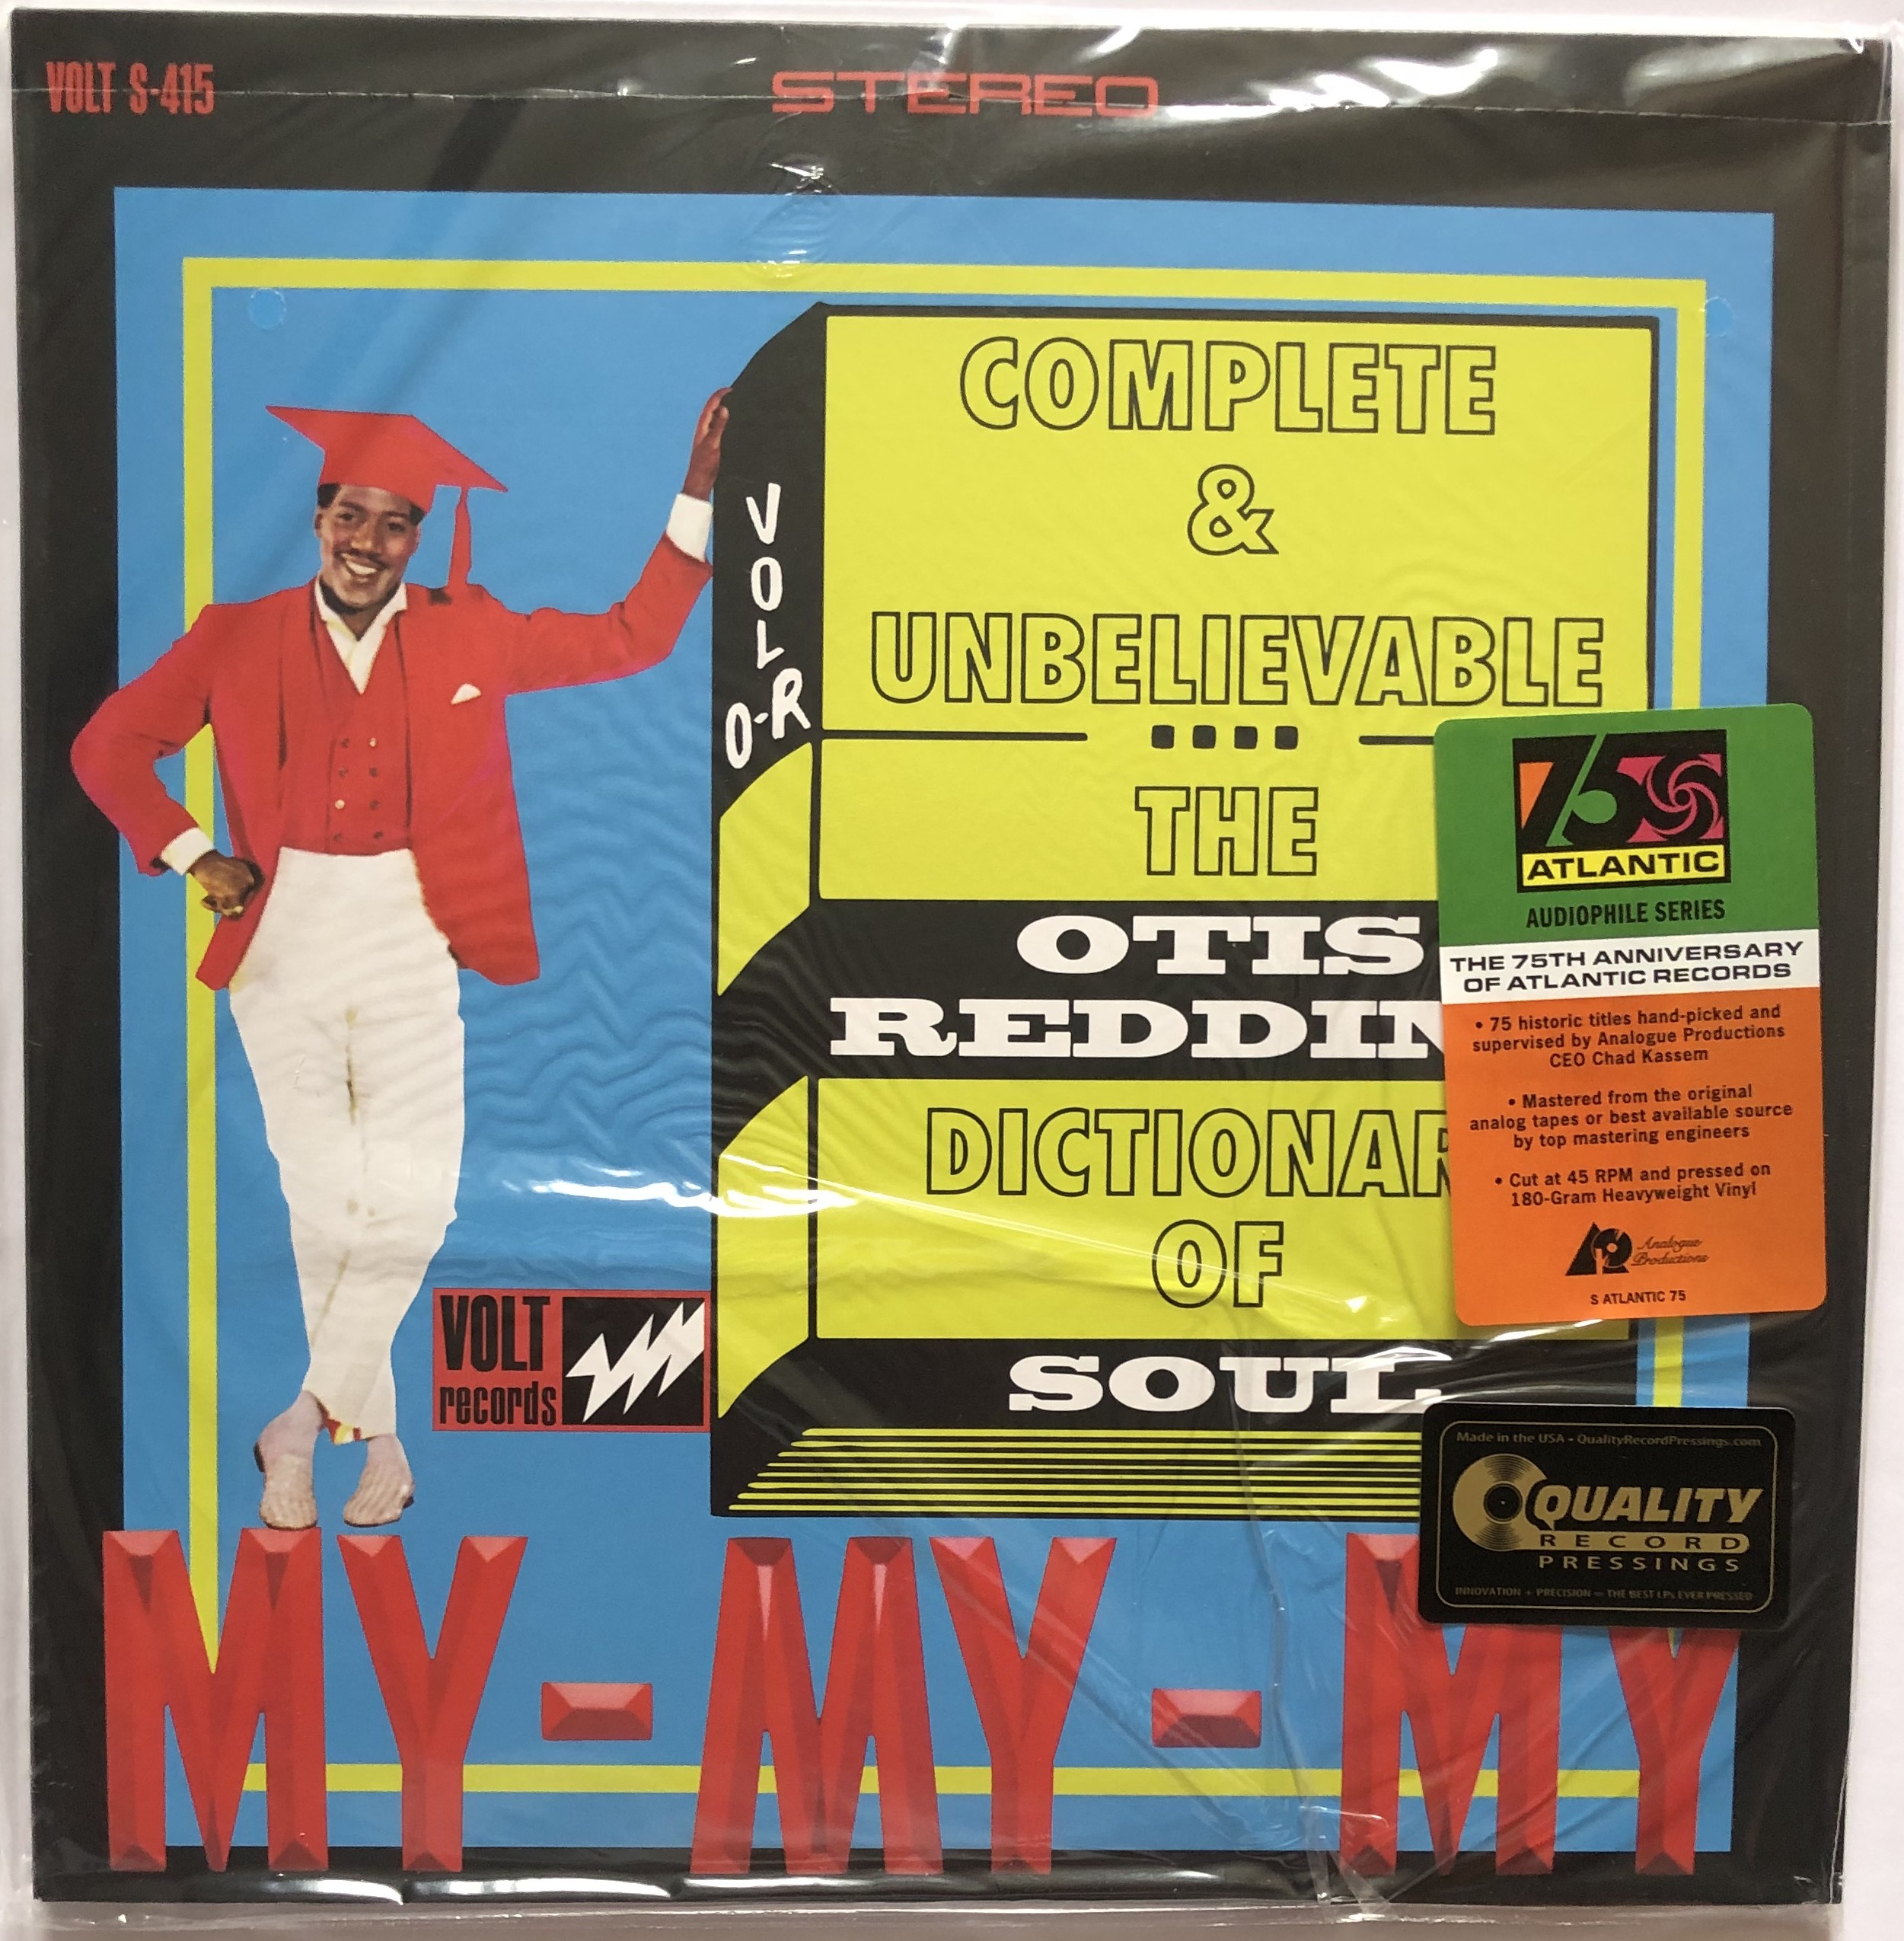 VOLT S-415
STEREO
COMPLETE
&
UNBELIEVABLE
VOL
O-R
THE
OTIS
REDDIN
DICTIONAR
OF
SOUL
VOLT
records
MY-MY-MY
75
ATLANTIC
AUDIOPHILE SERIES
THE 75TH ANNIVERSARY
OF ATLANTIC RECORDS
• 75 historic titles hand-picked and
supervised by Analogue Productions
CEO Chad Kassem
• Mastered from the original
analog tapes or best available source
by top mastering engineers
• Cut at 45 RPM and pressed on
180-Gram Heavyweight Vinyl
Analogue
Productions
S ATLANTIC 75
Made in the USA - QualityRecordPressings.com
QUALITY
RECORD
PRESSINGS
INNOVATION + PRECISION = THE BEST LPs EVER PRESSED